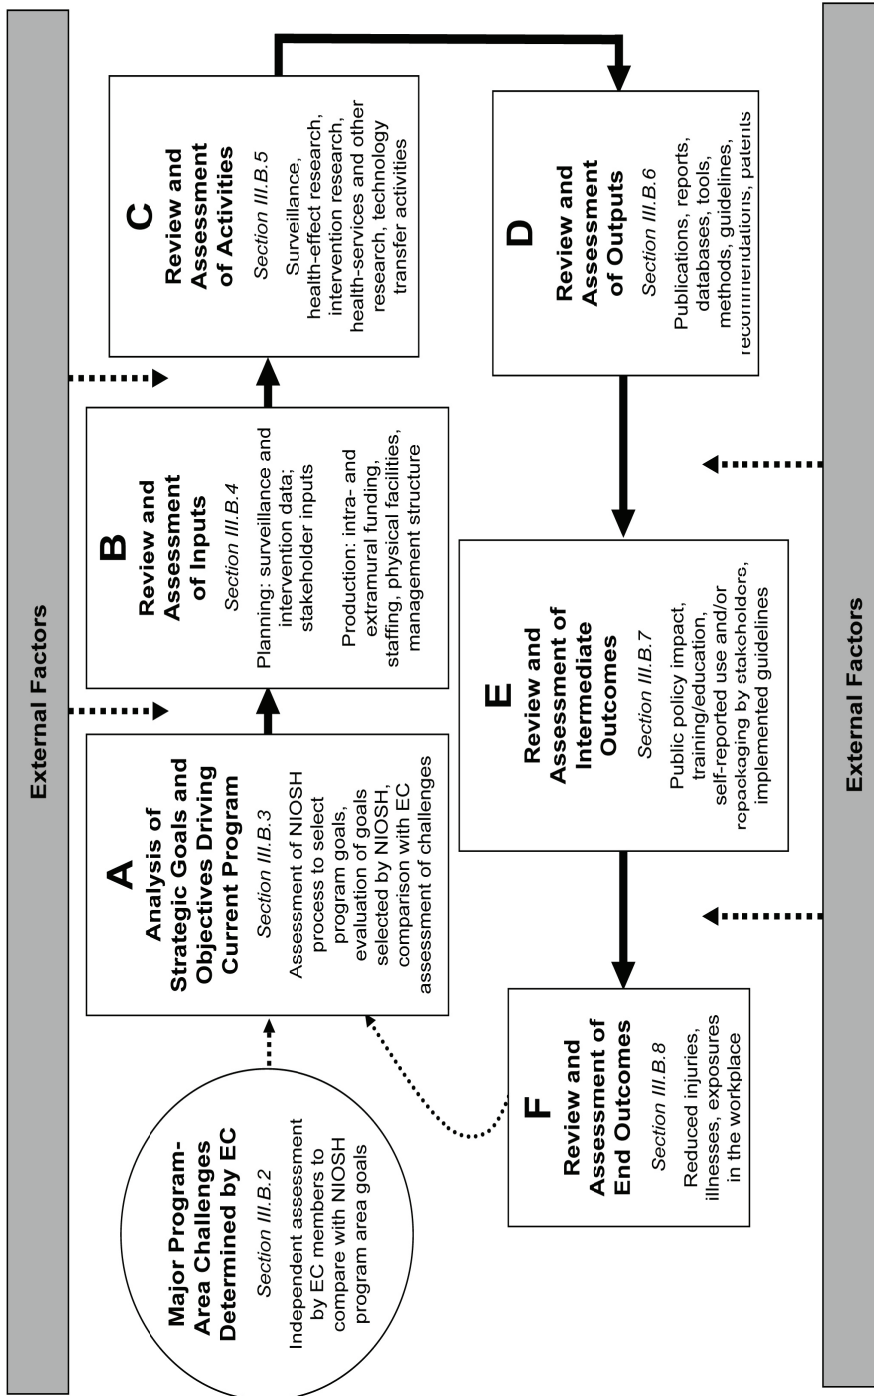 External Factors
Major Program-
Area Challenges
Determined by EC
Section III.B.2
Independent assessment
by EC members to
compare with NIOSH
program area goals
A
Analysis of
Strategic Goals and
Objectives Driving
Current Program
Section III.B.3
Assessment of NIOSH
process to select
program goals,
evaluation of goals
selected by NIOSH,
comparison with EC
assessment of challenges
B
Review and
Assessment
of Inputs
Section III.B.4
Planning: surveillance and
intervention data;
stakeholder inputs
Production: intra- and
extramural funding,
staffing, physical facilities,
management structure
C
Review and
Assessment
of Activities
Section III.B.5
Surveillance,
health-effect research,
intervention research,
health-services and other
research, technology
transfer activities
D
Review and
Assessment
of Outputs
Section III.B.6
Publications, reports,
databases, tools,
methods, guidelines,
recommendations, patents
E
Review and
Assessment of
Intermediate
Outcomes
Section III.B.7
Public policy impact,
training/education,
self-reported use and/or
ropackaging by stakeholders,
implemented guidelines
F
Review and
Assessment of
End Outcomes
Section III.B.8
Reduced injuries,
illnesses, exposures
in the workplace
External Factors